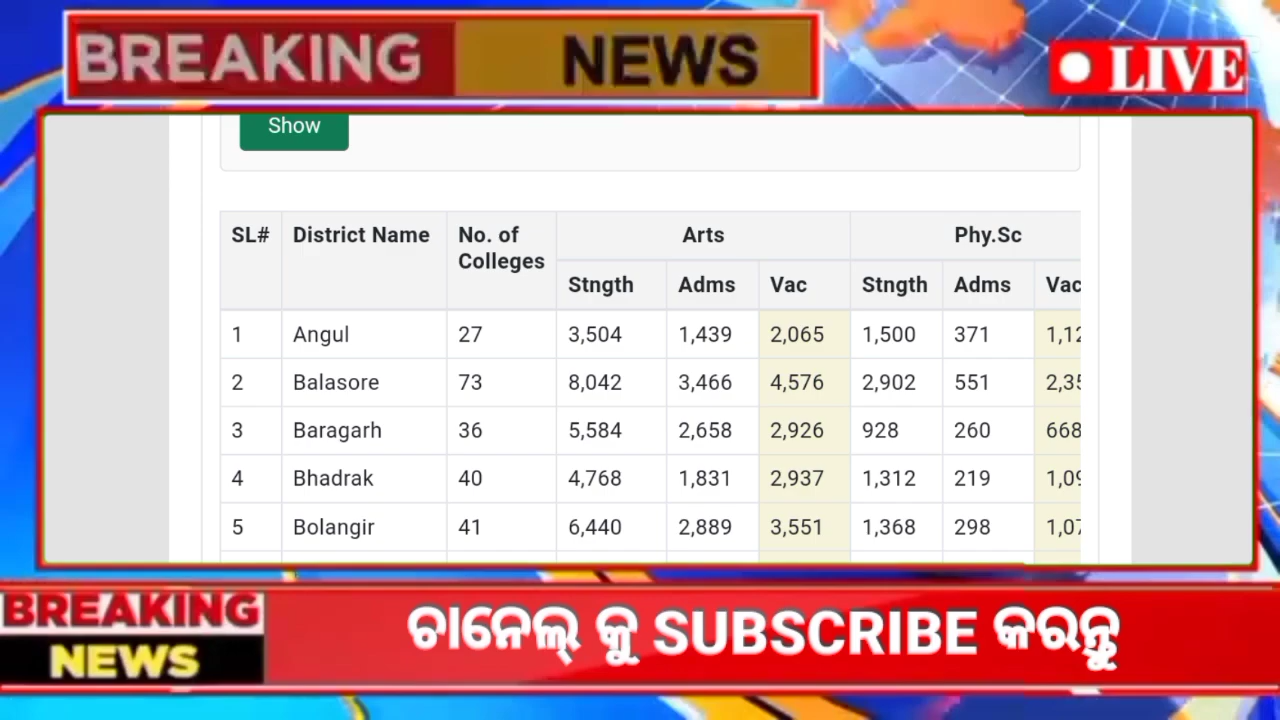 BREAKING NEWS
LIVE
Show
SL# District Name No. of Colleges Arts Phy.Sc
Stngth Adms Vac Stngth Adms Vac
1 Angul 27 3,504 1,439 2,065 1,500 371
2 Balasore 73 8,042 3,466 4,576 2,902 551
3 Baragarh 36 5,584 2,658 2,926 928 260 668
4 Bhadrak 40 4,768 1,831 2,937 1,312 219
5 Bolangir 41 6,440 2,889 3,551 1,368 298
BREAKING
NEWS
ଚାନେଲ୍ କୁ SUBSCRIBE କରନ୍ତୁ